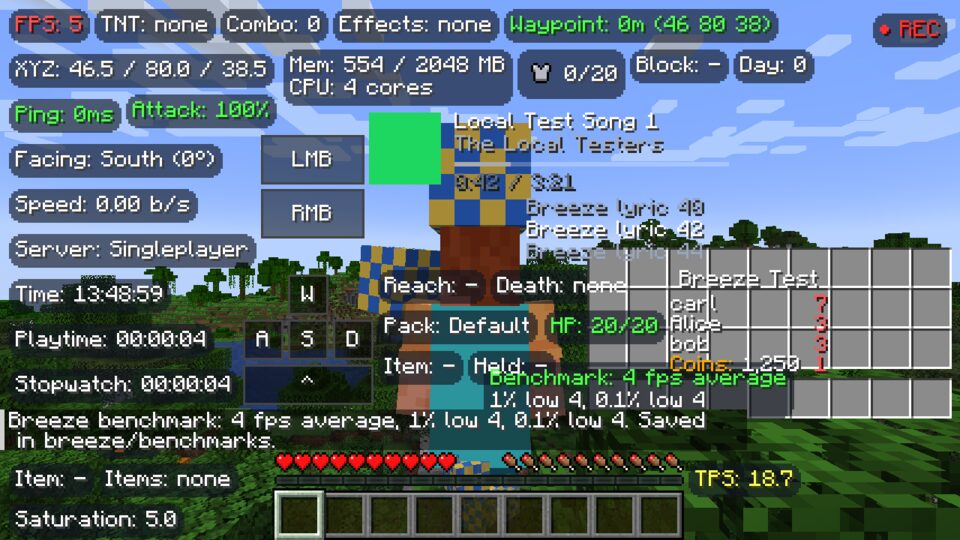 FPS: 5 TNT: none Combo: 0 Effects: none Waypoint: 0m (46 80 38) REC
XYZ: 46.5 / 80.0 / 38.5 Mem: 554 / 2048 MB 0/20 Block: - Day: 0
CPU: 4 cores
Ping: 0ms Attack: 100%
Local Test Song 1
The Local Testers
Facing: South (0°) LMB
0:42 / 3:21
Speed: 0.00 b/s RMB
Breeze lyric 40
Breeze lyric 42
Server: Singleplayer Breeze lyric 44
Reach: - Death: none Breeze Test
Time: 13:48:59 W
carl 7
Pack: Default HP: 20/20 Alice 3
Playtime: 00:00:04 A S D bob 3
Item: - Held: - Coins: 1,250 1
Stopwatch: 00:00:04 ^ Benchmark: 4 fps average
1% low 4, 0.1% low 4
Breeze benchmark: 4 fps average, 1% low 4, 0.1% low 4. Saved
in breeze/benchmarks.
Item: - Items: none TPS: 18.7
Saturation: 5.0